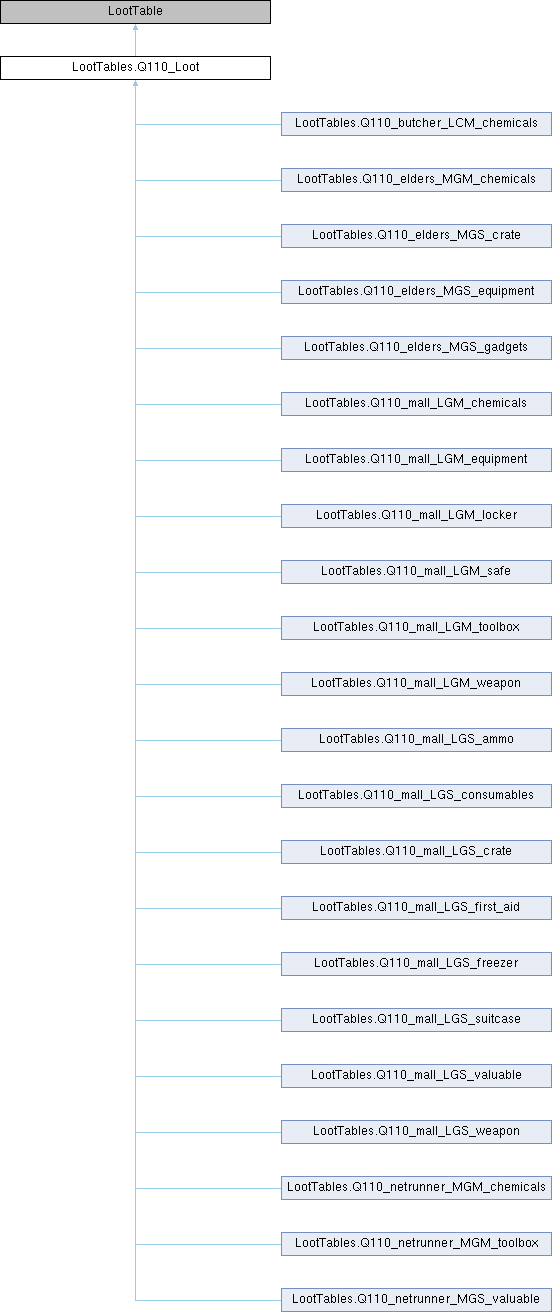 LootTable
LootTables.Q110_Loot
LootTables.Q110_butcher_LCM_chemicals
LootTables.Q110_elders_MGM_chemicals
LootTables.Q110_elders_MGS_crate
LootTables.Q110_elders_MGS_equipment
LootTables.Q110_elders_MGS_gadgets
LootTables.Q110_mall_LGM_chemicals
LootTables.Q110_mall_LGM_equipment
LootTables.Q110_mall_LGM_locker
LootTables.Q110_mall_LGM_safe
LootTables.Q110_mall_LGM_toolbox
LootTables.Q110_mall_LGM_weapon
LootTables.Q110_mall_LGS_ammo
LootTables.Q110_mall_LGS_consumables
LootTables.Q110_mall_LGS_crate
LootTables.Q110_mall_LGS_first_aid
LootTables.Q110_mall_LGS_freezer
LootTables.Q110_mall_LGS_suitcase
LootTables.Q110_mall_LGS_valuable
LootTables.Q110_mall_LGS_weapon
LootTables.Q110_netrunner_MGM_chemicals
LootTables.Q110_netrunner_MGM_toolbox
LootTables.Q110_netrunner_MGS_valuable